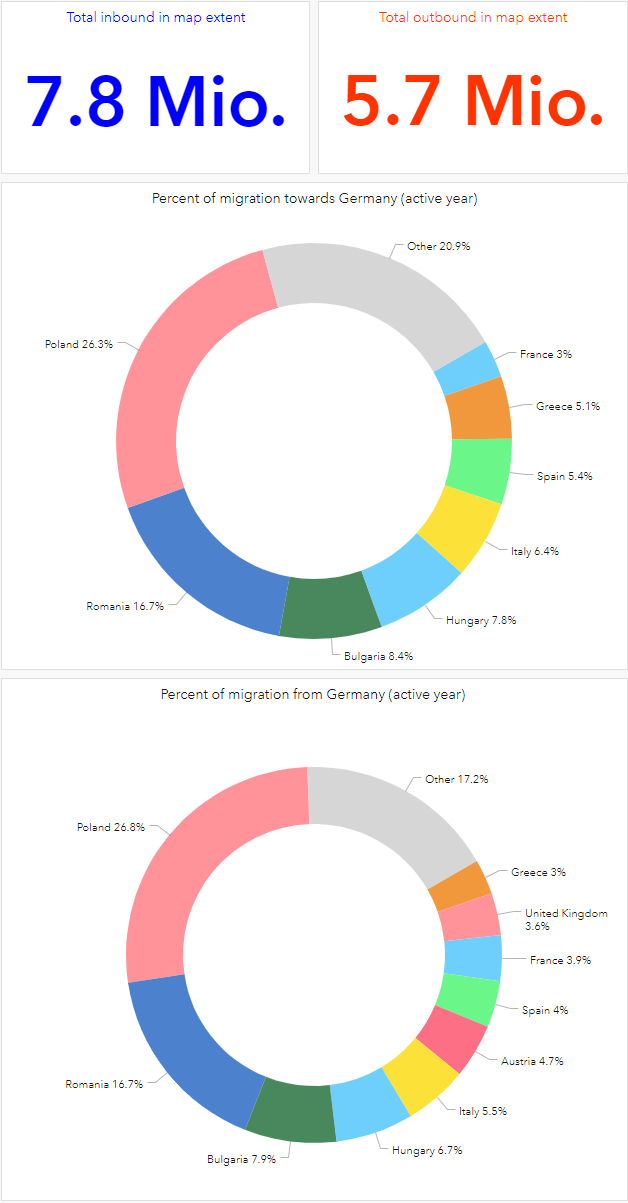 Total inbound in map extent
7.8 Mio.
Total outbound in map extent
5.7 Mio.
Percent of migration towards Germany (active year)
Other 20.9%
Poland 26.3%
France 3%
Greece 5.1%
Spain 5.4%
Italy 6.4%
Romania 16.7%
Hungary 7.8%
Bulgaria 8.4%
Percent of migration from Germany (active year)
Other 17.2%
Poland 26.8%
Greece 3%
United Kingdom
3.6%
France 3.9%
Spain 4%
Austria 4.7%
Romania 16.7%
Italy 5.5%
Hungary 6.7%
Bulgaria 7.9%